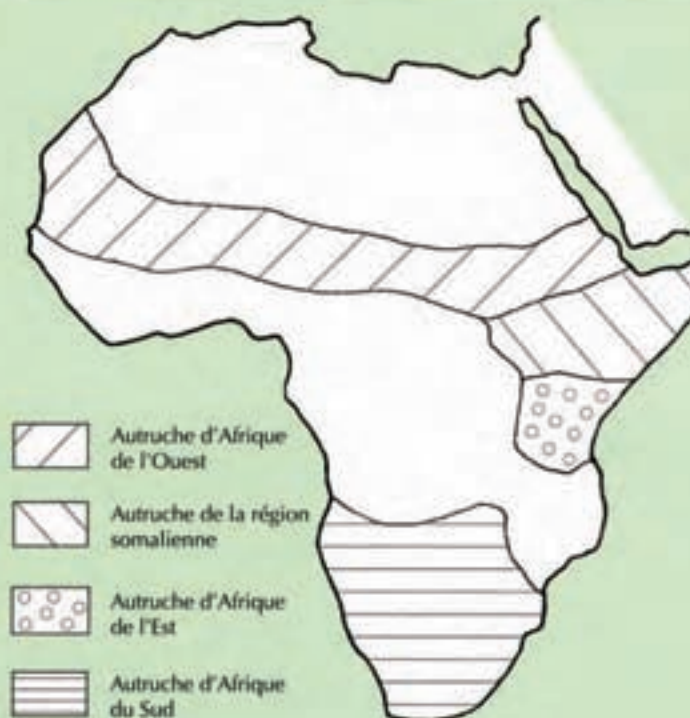 Autruche d'Afrique
de l'Ouest
Autruche de la région
somalienne
Autruche d'Afrique
de l'Est
Autruche d'Afrique
du Sud